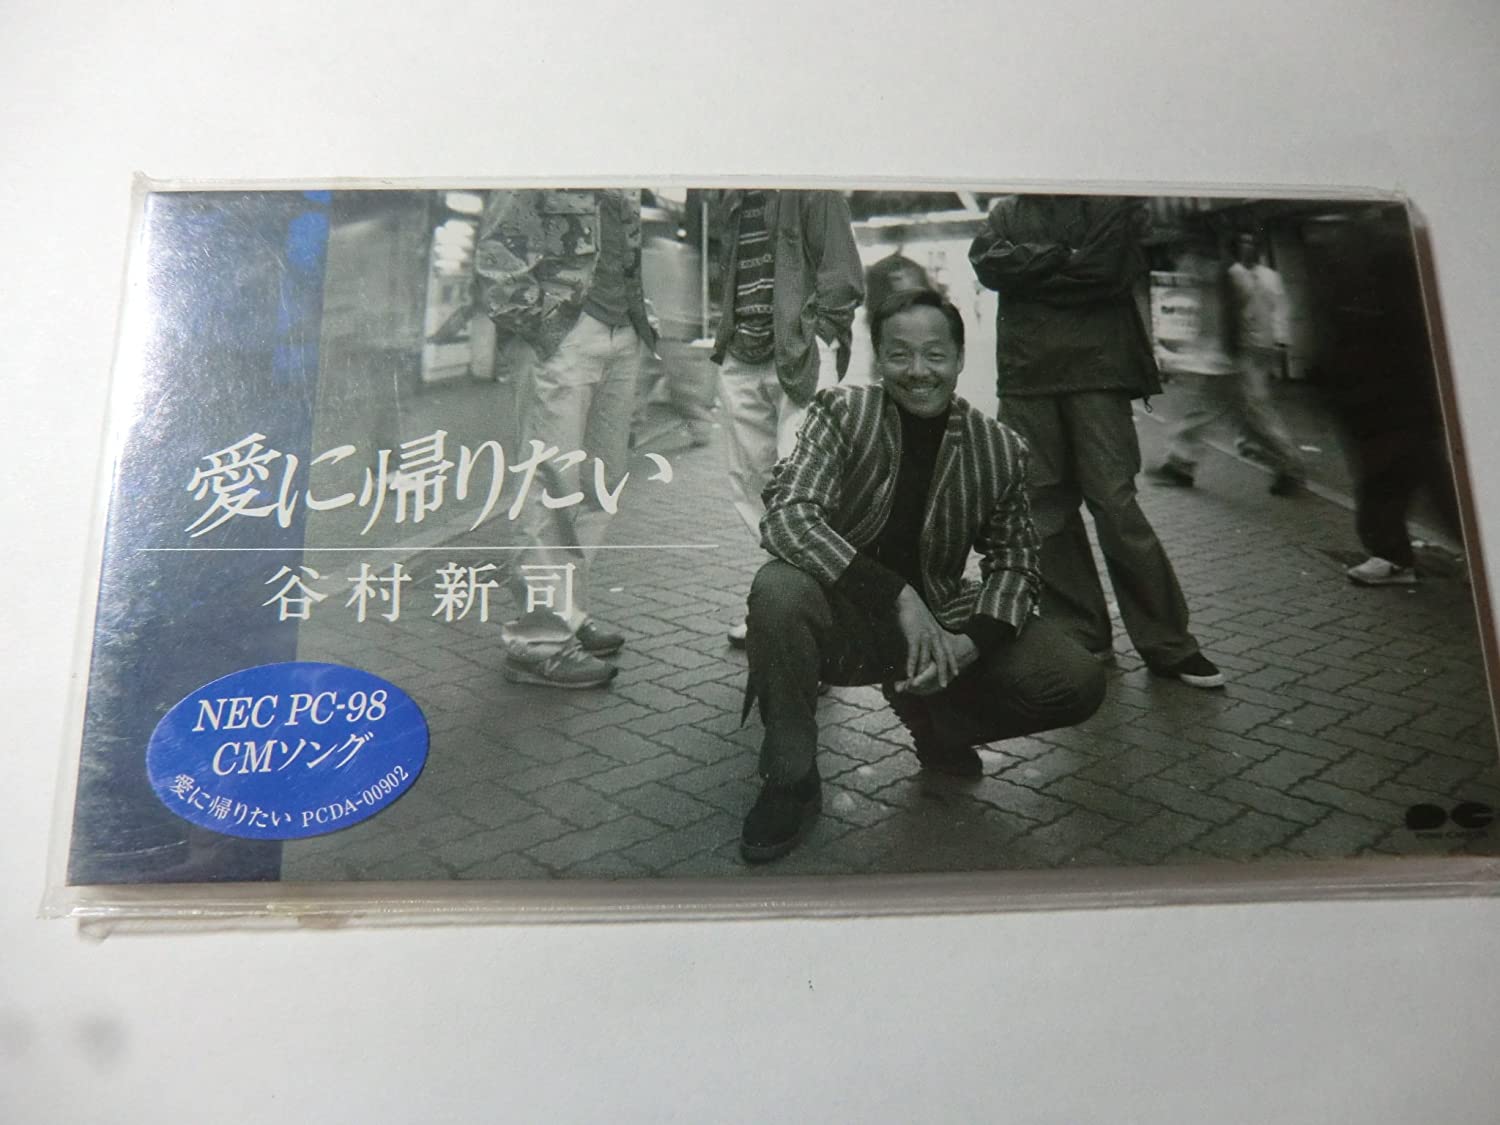 愛に帰りたい
谷村新司
NEC PC-98
CMソング
愛に帰りたい PCDA-00902